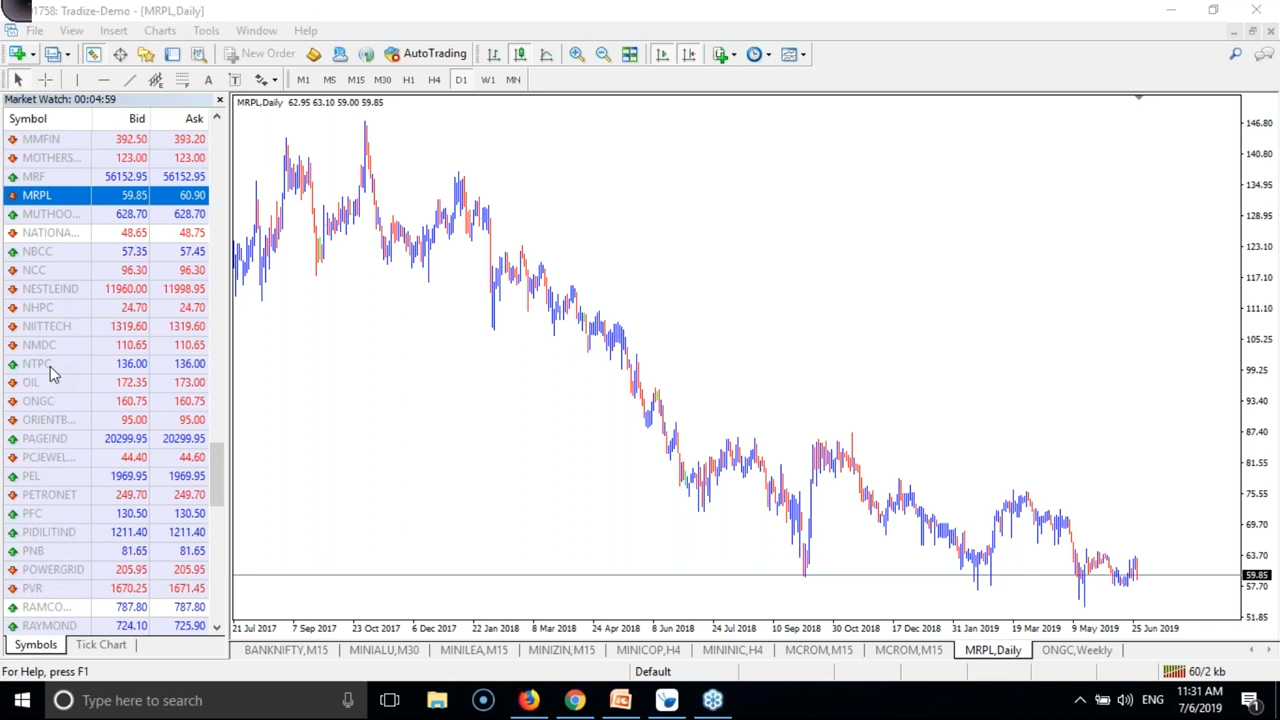 01758: Tradize-Demo - [MRPL,Daily]
File View Insert Charts Tools Window Help
New Order AutoTrading
A T M1 M5 M15 M30 H1 H4 D1 W1 MN
Market Watch: 00:04:59
Symbol Bid Ask
MMFIN 392.50 393.20
MOTHERS... 123.00 123.00
MRF 56152.95 56152.95
MRPL 59.85 60.90
MUTHOO... 628.70 628.70
NATIONA... 48.65 48.75
NBCC 57.35 57.45
NCC 96.30 96.30
NESTLEIND 11960.00 11998.95
NHPC 24.70 24.70
NIITTECH 1319.60 1319.60
NMDC 110.65 110.65
NTPC 136.00 136.00
OIL 172.35 173.00
ONGC 160.75 160.75
ORIENTB... 95.00 95.00
PAGEIND 20299.95 20299.95
PCJEWEL... 44.40 44.60
PEL 1969.95 1969.95
PETRONET 249.70 249.70
PFC 130.50 130.50
PIDILITIND 1211.40 1211.40
PNB 81.65 81.65
POWERGRID 205.95 205.95
PVR 1670.25 1671.45
RAMCO... 787.80 787.80
RAYMOND 724.10 725.90
Symbols Tick Chart
MRPL,Daily 62.95 63.10 59.00 59.85
146.80
140.80
134.95
128.95
123.10
117.10
111.10
105.25
99.25
93.40
87.40
81.55
75.55
69.70
63.70
59.85
57.70
51.85
21 Jul 2017 7 Sep 2017 23 Oct 2017 6 Dec 2017 22 Jan 2018 8 Mar 2018 24 Apr 2018 8 Jun 2018 24 Jul 2018 10 Sep 2018 30 Oct 2018 17 Dec 2018 31 Jan 2019 19 Mar 2019 9 May 2019 25 Jun 2019
BANKNIFTY,M15 MINIALU,M30 MINILEA,M15 MINIZIN,M15 MINICOP,H4 MININIC,H4 MCROM,M15 MCROM,M15 MRPL,Daily ONGC,Weekly
For Help, press F1 Default 60/2 kb
Type here to search
ENG
11:31 AM
7/6/2019
1